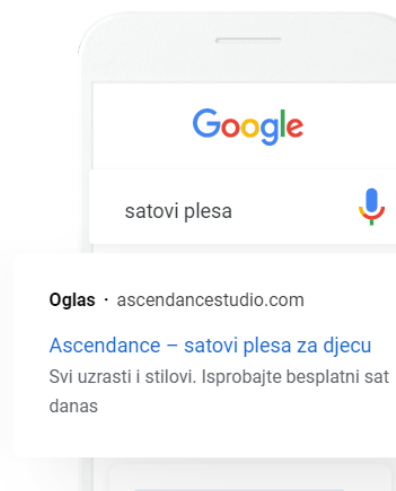 Google
satovi plesa
Oglas · ascendancestudio.com
Ascendance – satovi plesa za djecu
Svi uzrasti i stilovi. Isprobajte besplatni sat
danas